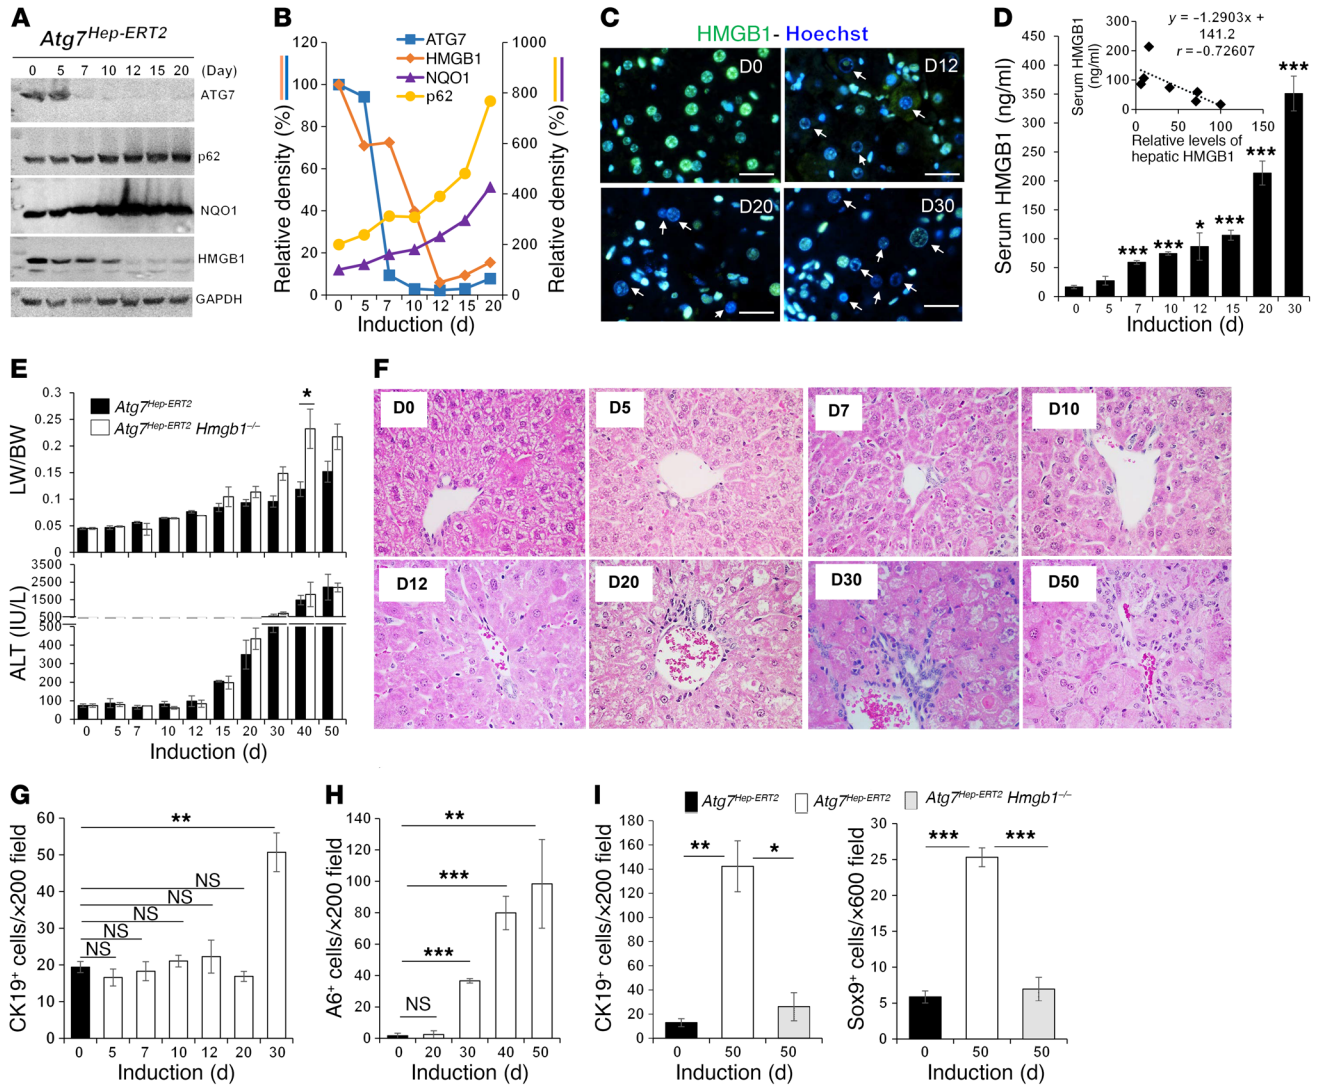 A
Atg7Hep-ERT2
0 5 7 10 12 15 20 (Day)
ATG7
p62
NQO1
HMGB1
GAPDH
B
ATG7
HMGB1
NQO1
p62
Relative density (%)
120
100
80
60
40
20
0
1000
800
600
400
200
0
Relative density (%)
0 5 7 10 12 15 20
Induction (d)
C
HMGB1- Hoechst
D0
D12
D20
D30
D
Serum HMGB1 (ng/ml)
450
400
350
300
250
200
150
100
50
0
Serum HMGB1
(ng/ml)
300
200
100
0
y = −1.2903x +
141.2
r = −0.72607
0 50 100 150
Relative levels of
hepatic HMGB1
*** *** * *** *** ***
0 5 7 10 12 15 20 30
Induction (d)
E
LW/BW
0.3
0.25
0.2
0.15
0.1
0.05
0
Atg7Hep-ERT2
Atg7Hep-ERT2 Hmgb1–/–
*
ALT (IU/L)
3500
2500
1500
500
500
400
300
200
100
0
0 5 7 10 12 15 20 30 40 50
Induction (d)
F
D0
D5
D7
D10
D12
D20
D30
D50
G
CK19+ cells/×200 field
60
50
40
30
20
10
0
**
NS
NS
NS
NS
NS
0 5 7 10 12 20 30
Induction (d)
H
A6+ cells/×200 field
140
120
100
80
60
40
20
0
**
***
***
NS
0 20 30 40 50
Induction (d)
I
Atg7Hep-ERT2 Atg7Hep-ERT2 Atg7Hep-ERT2 Hmgb1–/–
CK19+ cells/×200 field
180
160
140
120
100
80
60
40
20
0
** *
0 50 50
Induction (d)
Sox9+ cells/×600 field
30
25
20
15
10
5
0
*** ***
0 50 50
Induction (d)